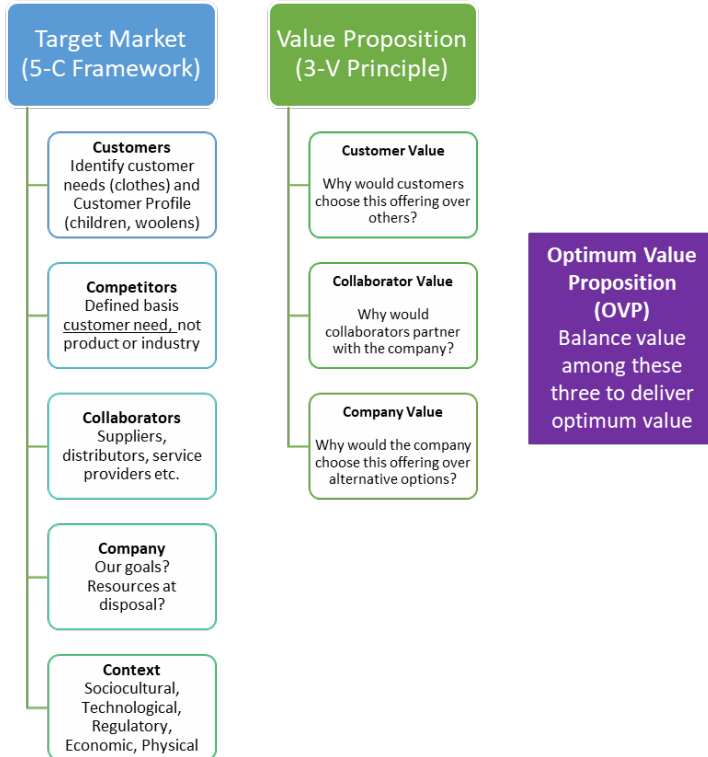 Target Market
(5-C Framework)
Customers
Identify customer
needs (clothes) and
Customer Profile
(children, woolens)
Competitors
Defined basis
customer need, not
product or industry
Collaborators
Suppliers,
distributors, service
providers etc.
Company
Our goals?
Resources at
disposal?
Context
Sociocultural,
Technological,
Regulatory,
Economic, Physical
Value Proposition
(3-V Principle)
Customer Value
Why would customers
choose this offering over
others?
Collaborator Value
Why would
collaborators partner
with the company?
Company Value
Why would the company
choose this offering over
alternative options?
Optimum Value
Proposition
(OVP)
Balance value
among these
three to deliver
optimum value